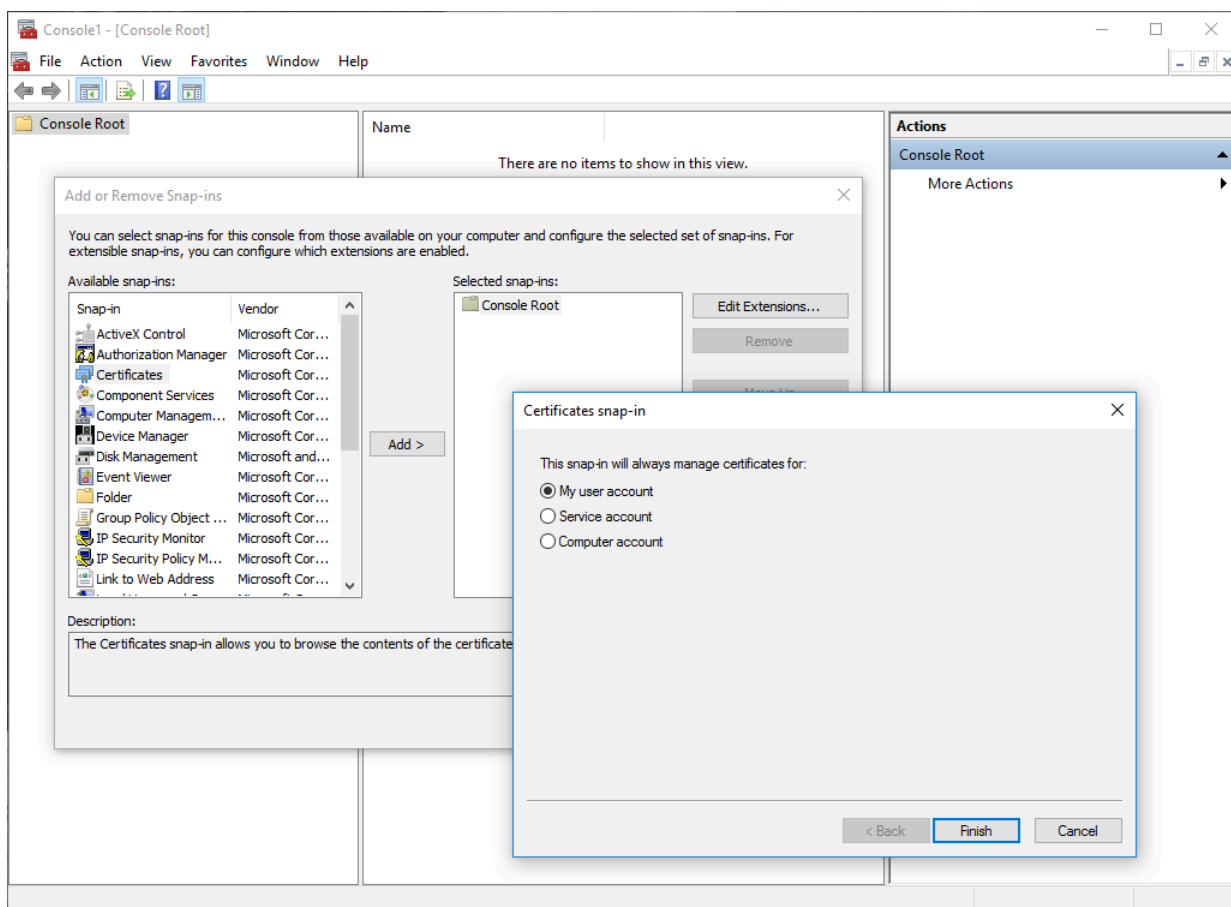 Console1 - [Console Root]
File Action View Favorites Window Help
Console Root
Name
There are no items to show in this view.
Actions
Console Root
More Actions
Add or Remove Snap-ins
You can select snap-ins for this console from those available on your computer and configure the selected set of snap-ins. For
extensible snap-ins, you can configure which extensions are enabled.
Available snap-ins:
Snap-in Vendor
ActiveX Control Microsoft Cor...
Authorization Manager Microsoft Cor...
Certificates Microsoft Cor...
Component Services Microsoft Cor...
Computer Managem... Microsoft Cor...
Device Manager Microsoft Cor...
Disk Management Microsoft and...
Event Viewer Microsoft Cor...
Folder Microsoft Cor...
Group Policy Object ... Microsoft Cor...
IP Security Monitor Microsoft Cor...
IP Security Policy M... Microsoft Cor...
Link to Web Address Microsoft Cor...
Add >
Selected snap-ins:
Console Root
Edit Extensions...
Remove
Description:
The Certificates snap-in allows you to browse the contents of the certificate
Certificates snap-in
This snap-in will always manage certificates for:
My user account
Service account
Computer account
< Back
Finish
Cancel